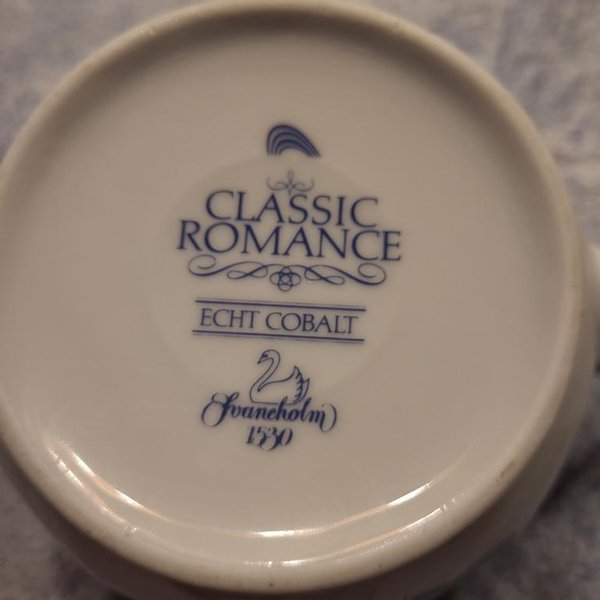 CLASSIC
ROMANCE
ECHT COBALT
Svaneholm
1530